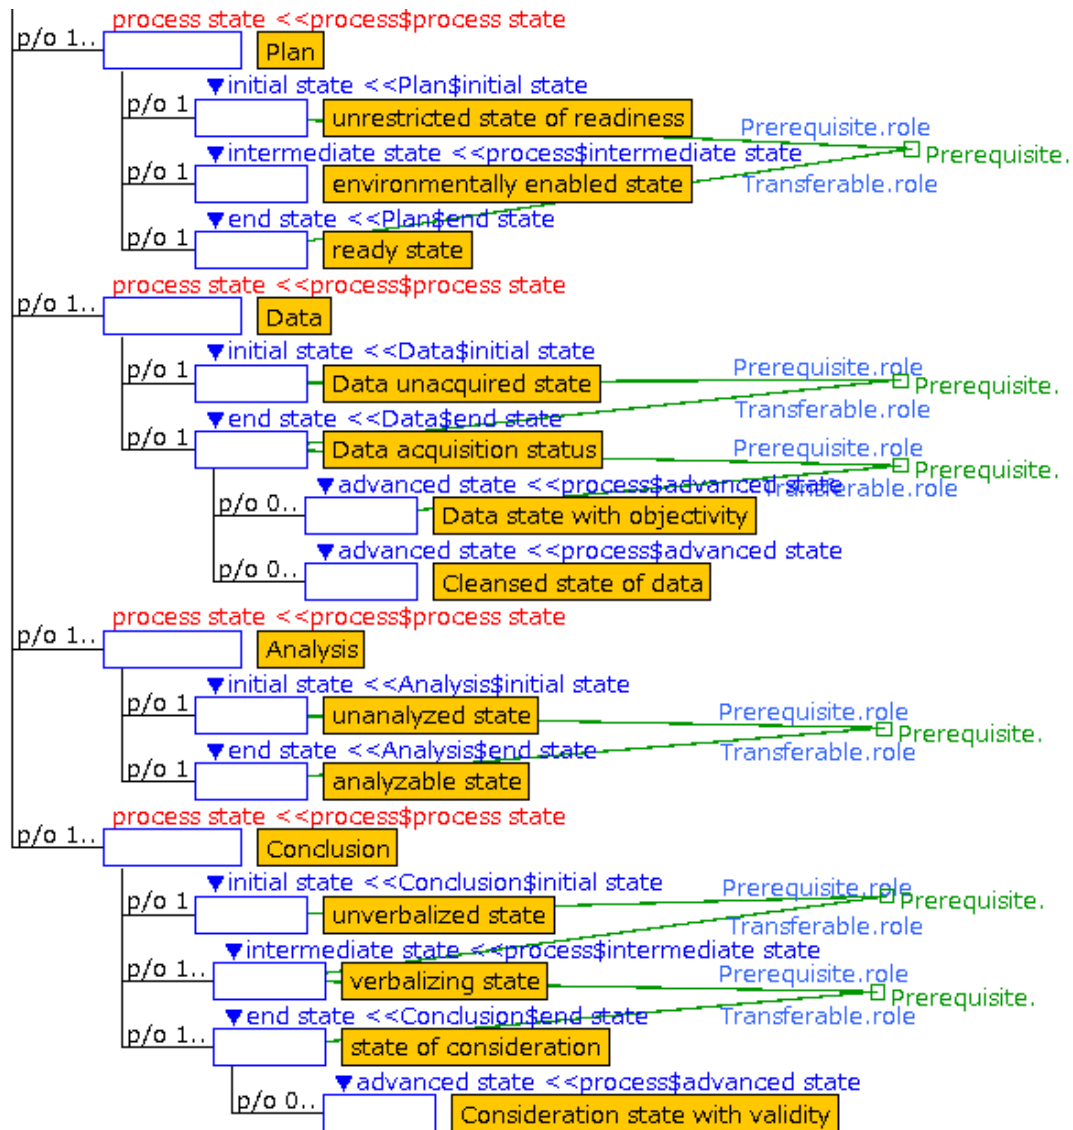 process state <<process$process state
p/o 1..
Plan
initial state <<Plan$initial state
p/o 1
unrestricted state of readiness
Prerequisite.role
Prerequisite.
intermediate state <<process$intermediate state
p/o 1
environmentally enabled state
Transferable.role
end state <<Plan$end state
p/o 1
ready state
process state <<process$process state
p/o 1..
Data
initial state <<Data$initial state
p/o 1
Data unacquired state
Prerequisite.role
Prerequisite.
Transferable.role
end state <<Data$end state
p/o 1
Data acquisition status
Prerequisite.role
Prerequisite.
Transferable.role
advanced state <<process$advanced state
p/o 0..
Data state with objectivity
advanced state <<process$advanced state
p/o 0..
Cleansed state of data
process state <<process$process state
p/o 1..
Analysis
initial state <<Analysis$initial state
p/o 1
unanalyzed state
Prerequisite.role
Prerequisite.
Transferable.role
end state <<Analysis$end state
p/o 1
analyzable state
process state <<process$process state
p/o 1..
Conclusion
initial state <<Conclusion$initial state
p/o 1
unverbalized state
Prerequisite.role
Prerequisite.
Transferable.role
intermediate state <<process$intermediate state
p/o 1..
verbalizing state
Prerequisite.role
Prerequisite.
Transferable.role
end state <<Conclusion$end state
p/o 1..
state of consideration
advanced state <<process$advanced state
p/o 0..
Consideration state with validity